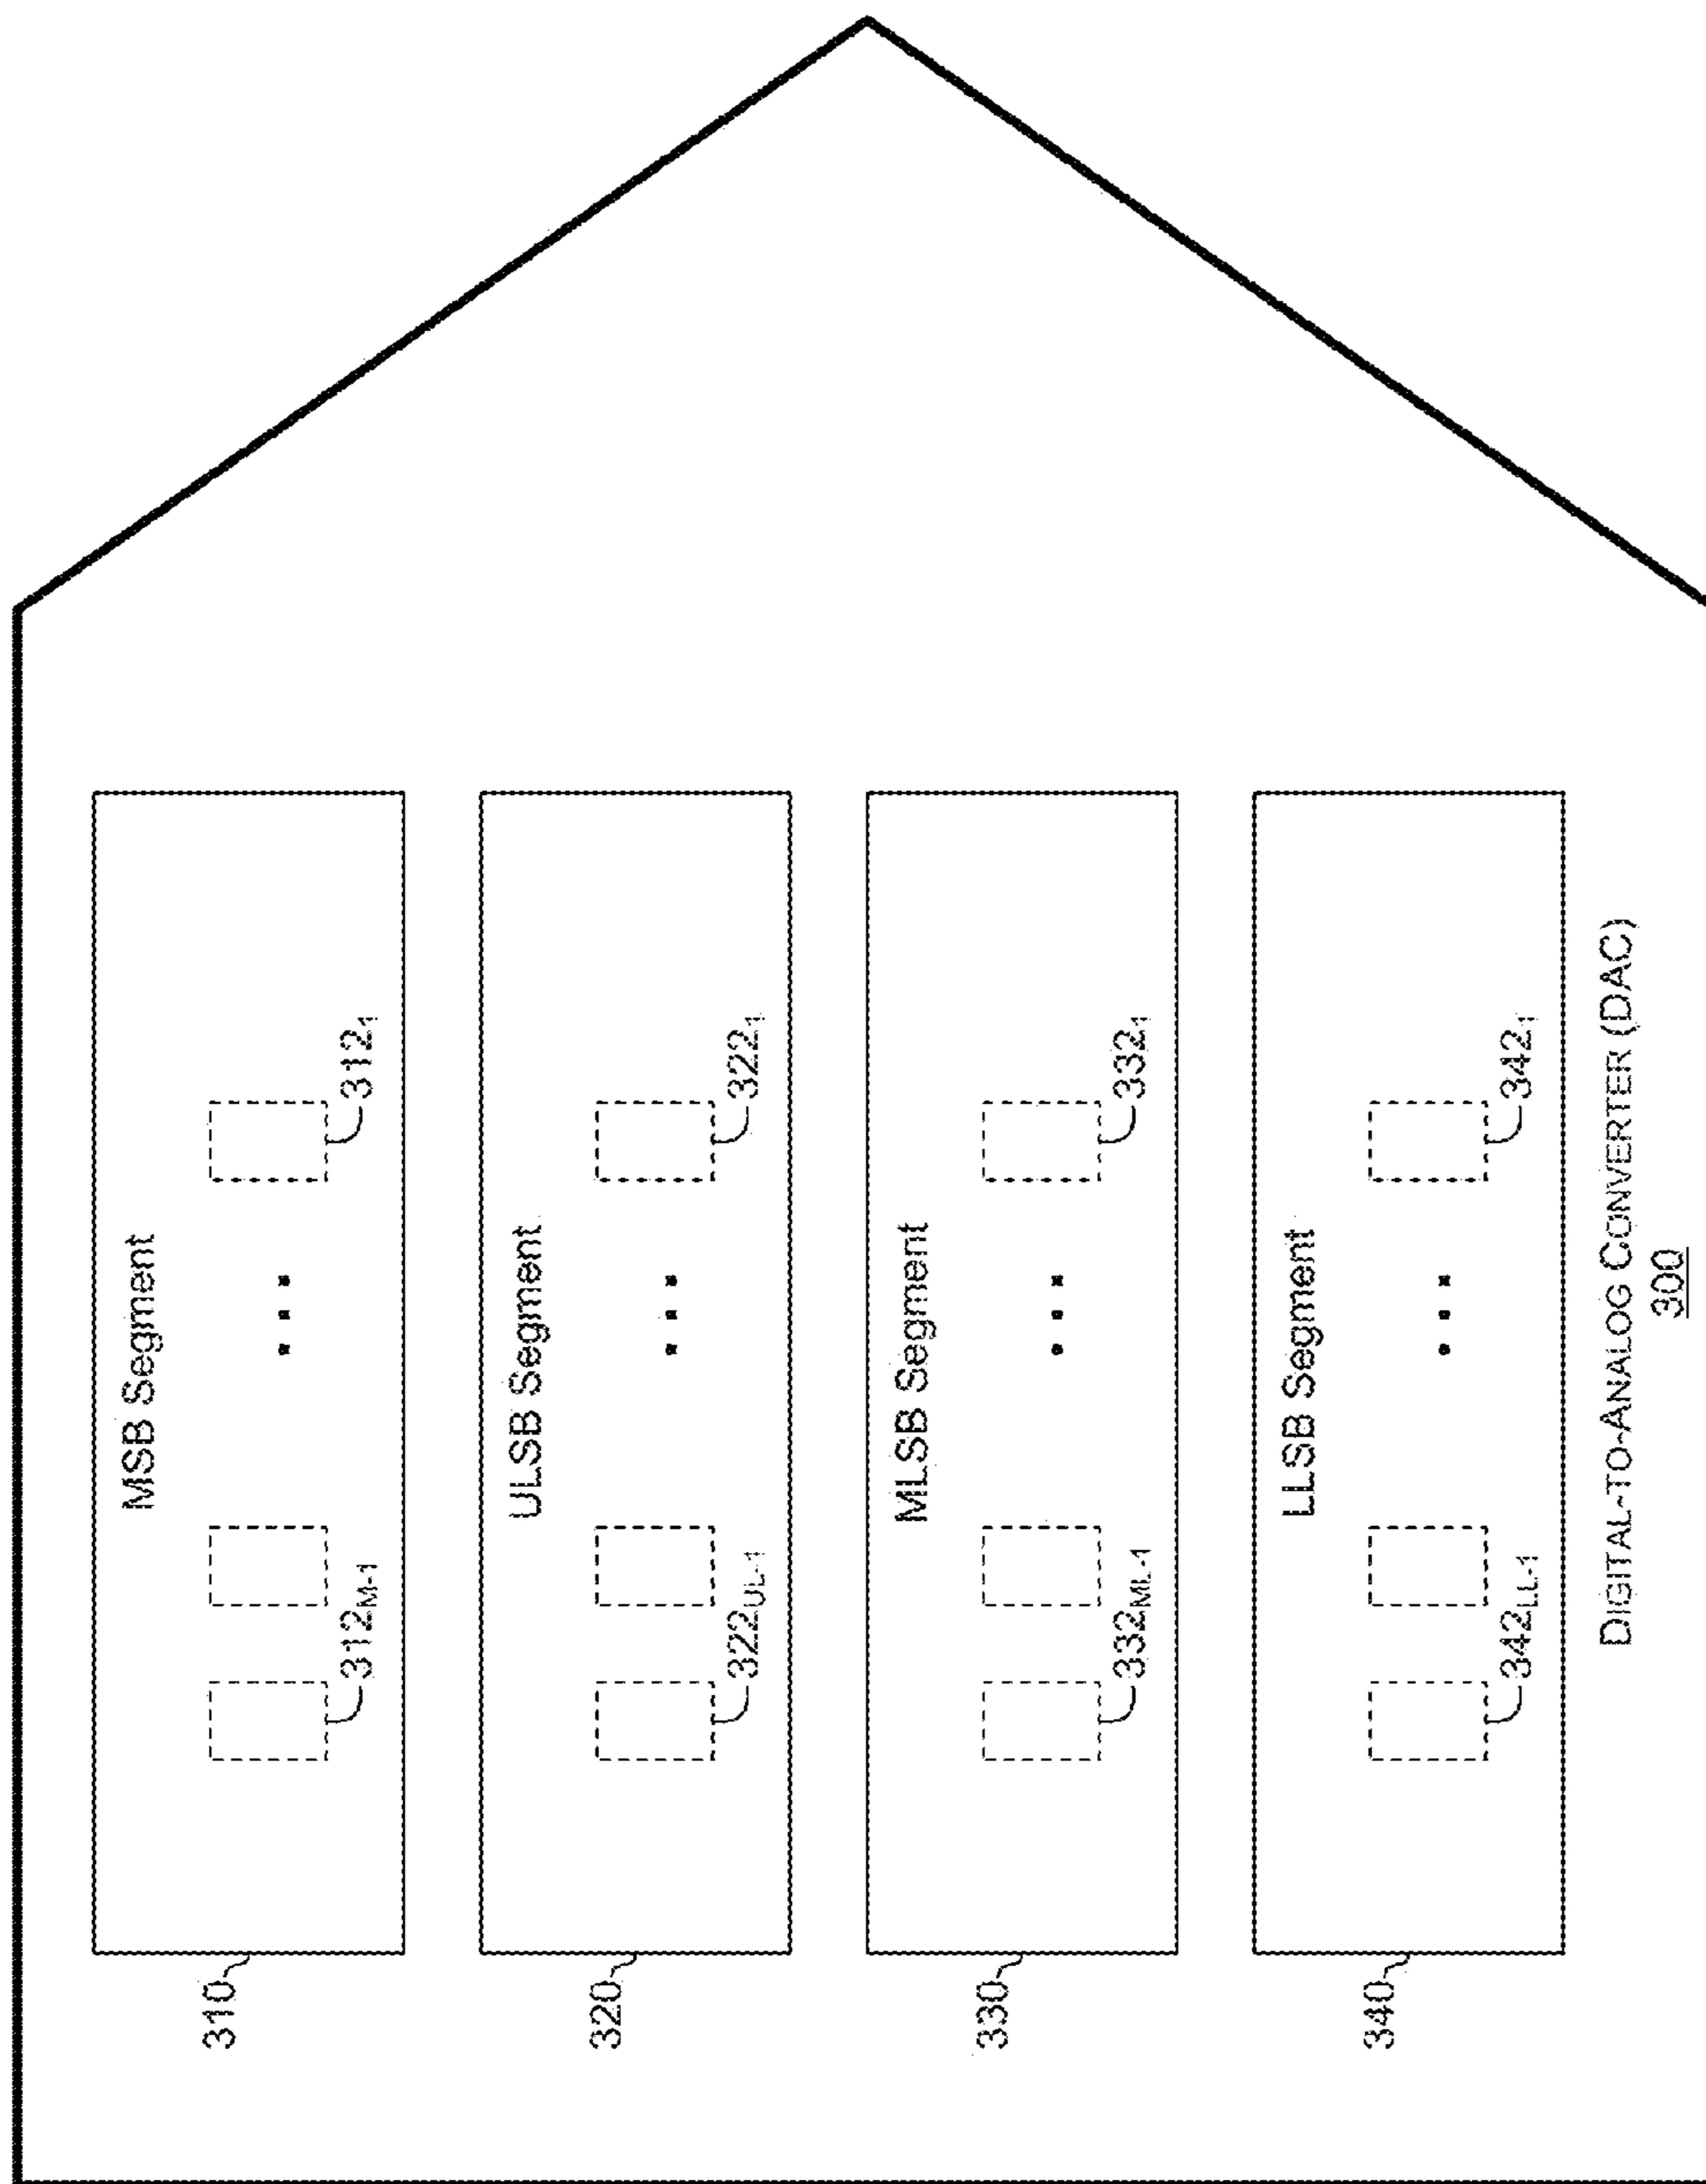 310
MSB Segment
312M-1
3121
320
ULSB Segment
322UL-1
3221
330
MLSB Segment
332ML-1
3321
340
LLSB Segment
342LL-1
3421
DIGITAL-TO-ANALOG CONVERTER (DAC)
300